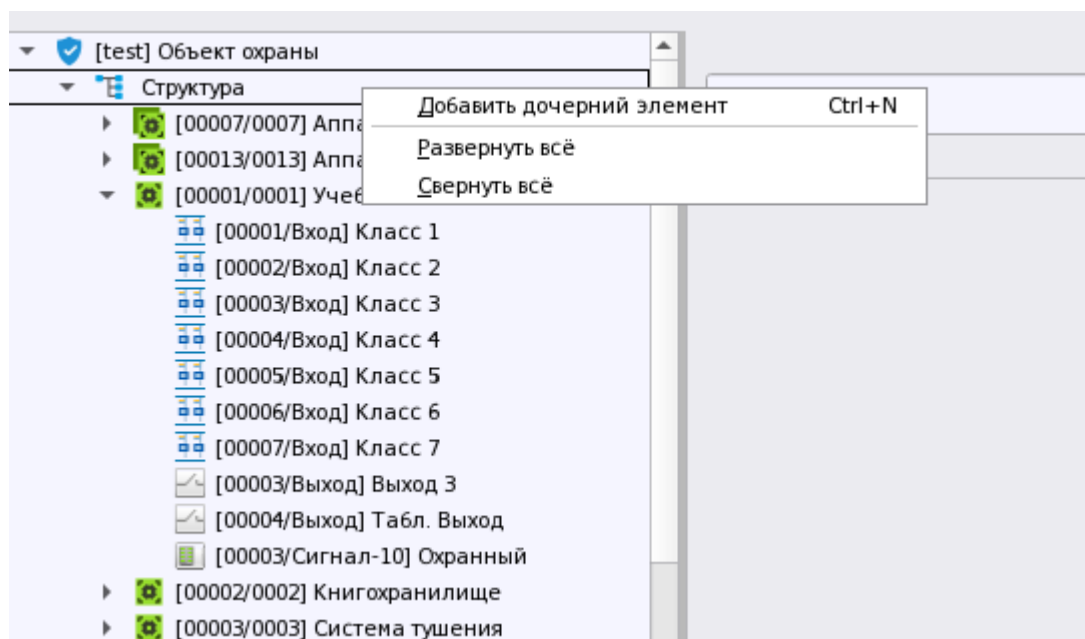 [test] Объект охраны
Структура
Добавить дочерний элемент Ctrl+N
[00007/0007] Аппа
Развернуть всё
[00013/0013] Аппа
Свернуть всё
[00001/0001] Учеб
[00001/Вход] Класс 1
[00002/Вход] Класс 2
[00003/Вход] Класс 3
[00004/Вход] Класс 4
[00005/Вход] Класс 5
[00006/Вход] Класс 6
[00007/Вход] Класс 7
[00003/Выход] Выход 3
[00004/Выход] Табл. Выход
[00003/Сигнал-10] Охранный
[00002/0002] Книгохранилище
[00003/0003] Система тушения